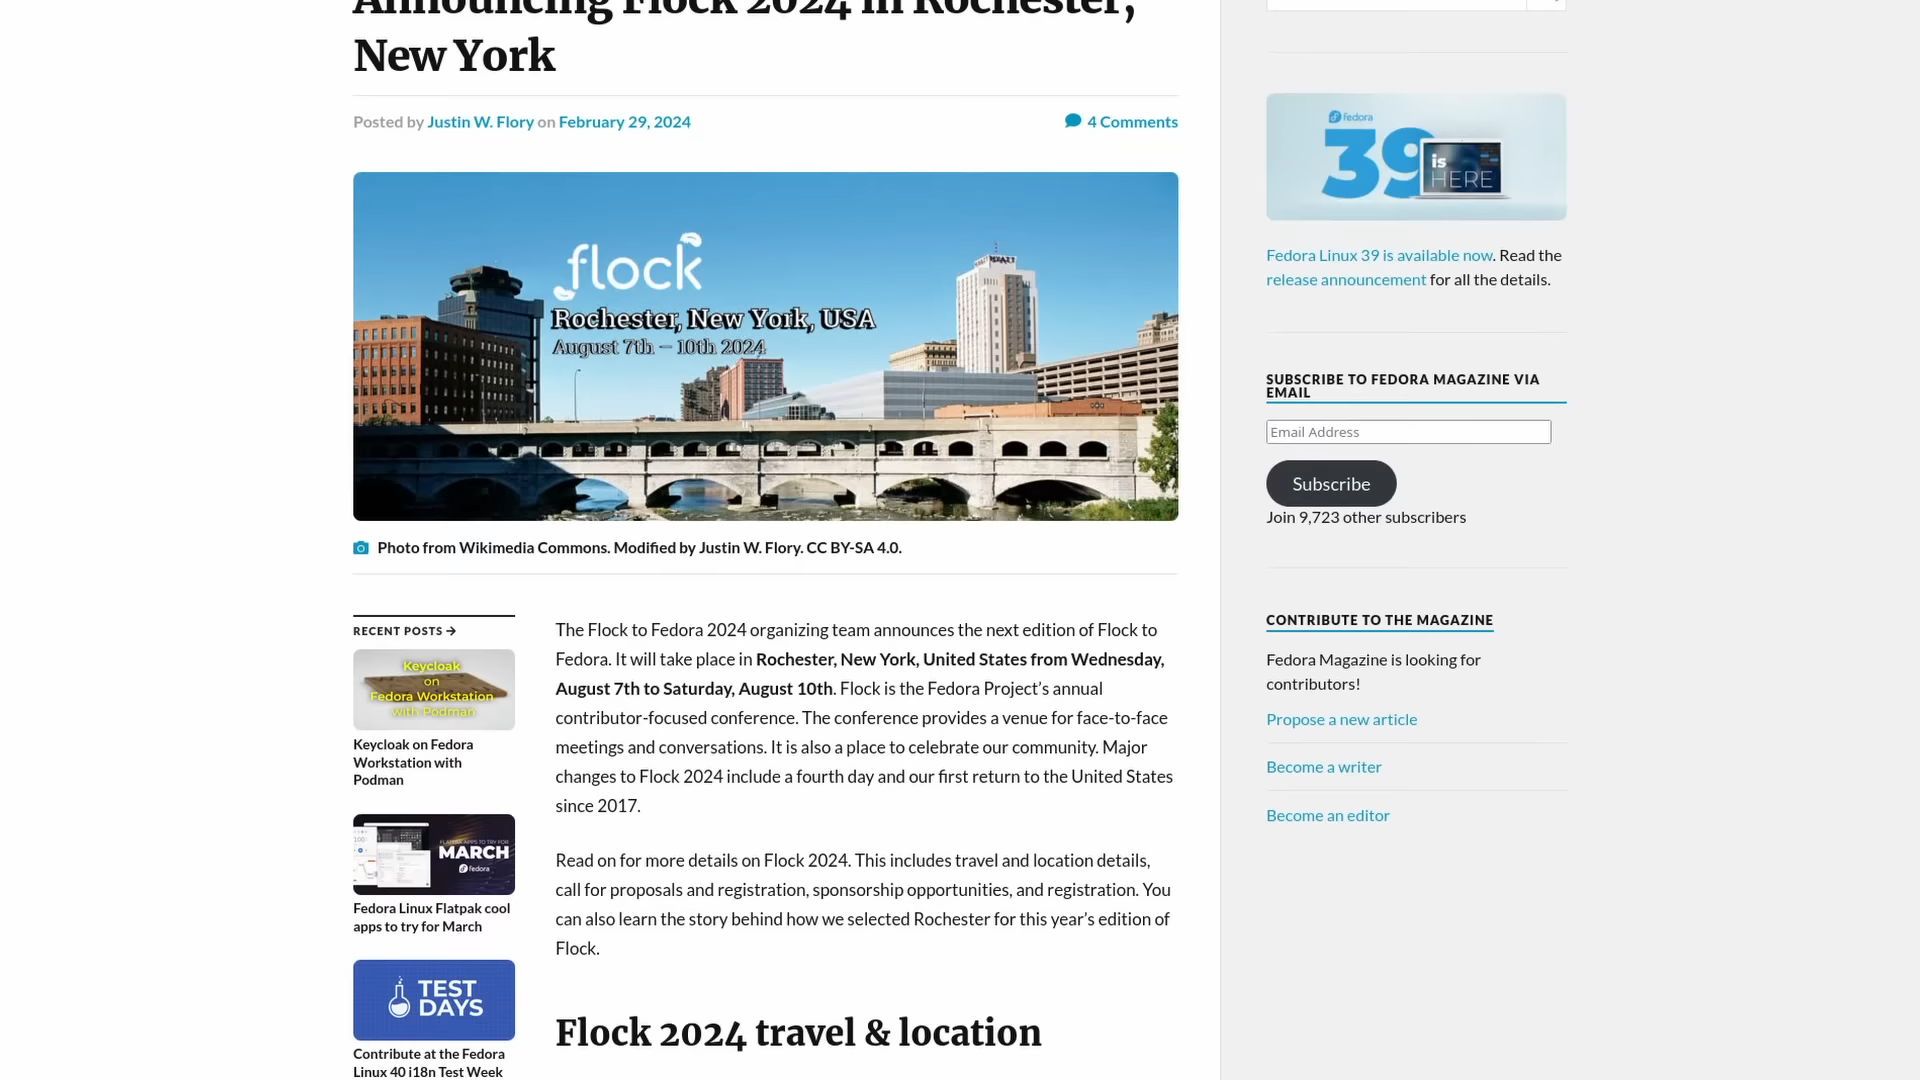 Announcing Flock 2024 in Rochester,
New York
Posted by Justin W. Flory on February 29, 2024
4 Comments
flock
Rochester, New York, USA
August 7th – 10th 2024
HYATT
Photo from Wikimedia Commons. Modified by Justin W. Flory. CC BY-SA 4.0.
RECENT POSTS →
Keycloak
on
Fedora Workstation
with Podman
Keycloak on Fedora
Workstation with
Podman
FLATPAK APPS TO TRY FOR
MARCH
fedora
Fedora Linux Flatpak cool
apps to try for March
TEST
DAYS
Contribute at the Fedora
Linux 40 i18n Test Week
The Flock to Fedora 2024 organizing team announces the next edition of Flock to
Fedora. It will take place in Rochester, New York, United States from Wednesday,
August 7th to Saturday, August 10th. Flock is the Fedora Project’s annual
contributor-focused conference. The conference provides a venue for face-to-face
meetings and conversations. It is also a place to celebrate our community. Major
changes to Flock 2024 include a fourth day and our first return to the United States
since 2017.
Read on for more details on Flock 2024. This includes travel and location details,
call for proposals and registration, sponsorship opportunities, and registration. You
can also learn the story behind how we selected Rochester for this year’s edition of
Flock.
Flock 2024 travel & location
fedora
39
is
HERE
Fedora Linux 39 is available now. Read the
release announcement for all the details.
SUBSCRIBE TO FEDORA MAGAZINE VIA
EMAIL
Email Address
Subscribe
Join 9,723 other subscribers
CONTRIBUTE TO THE MAGAZINE
Fedora Magazine is looking for
contributors!
Propose a new article
Become a writer
Become an editor